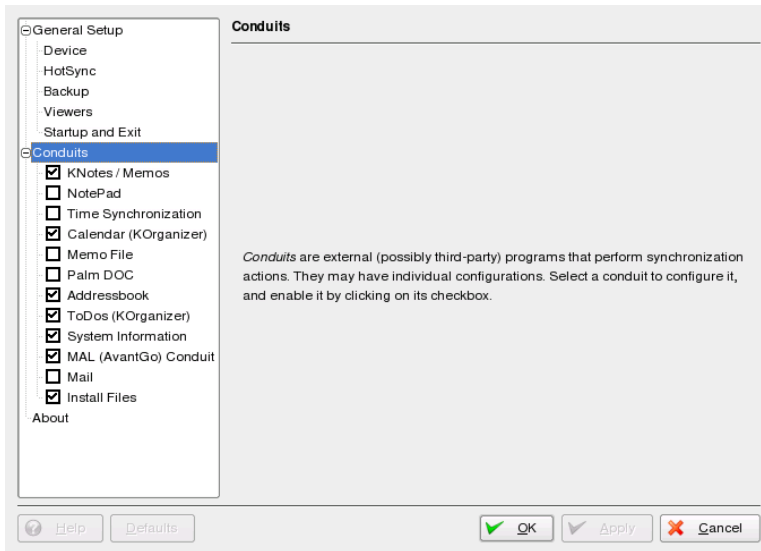 General Setup
Device
HotSync
Backup
Viewers
Startup and Exit
Conduits
KNotes / Memos
NotePad
Time Synchronization
Calendar (KOrganizer)
Memo File
Palm DOC
Addressbook
ToDos (KOrganizer)
System Information
MAL (AvantGo) Conduit
Mail
Install Files
About
Conduits
Conduits are external (possibly third-party) programs that perform synchronization
actions. They may have individual configurations. Select a conduit to configure it,
and enable it by clicking on its checkbox.
Help
Defaults
OK
Apply
Cancel